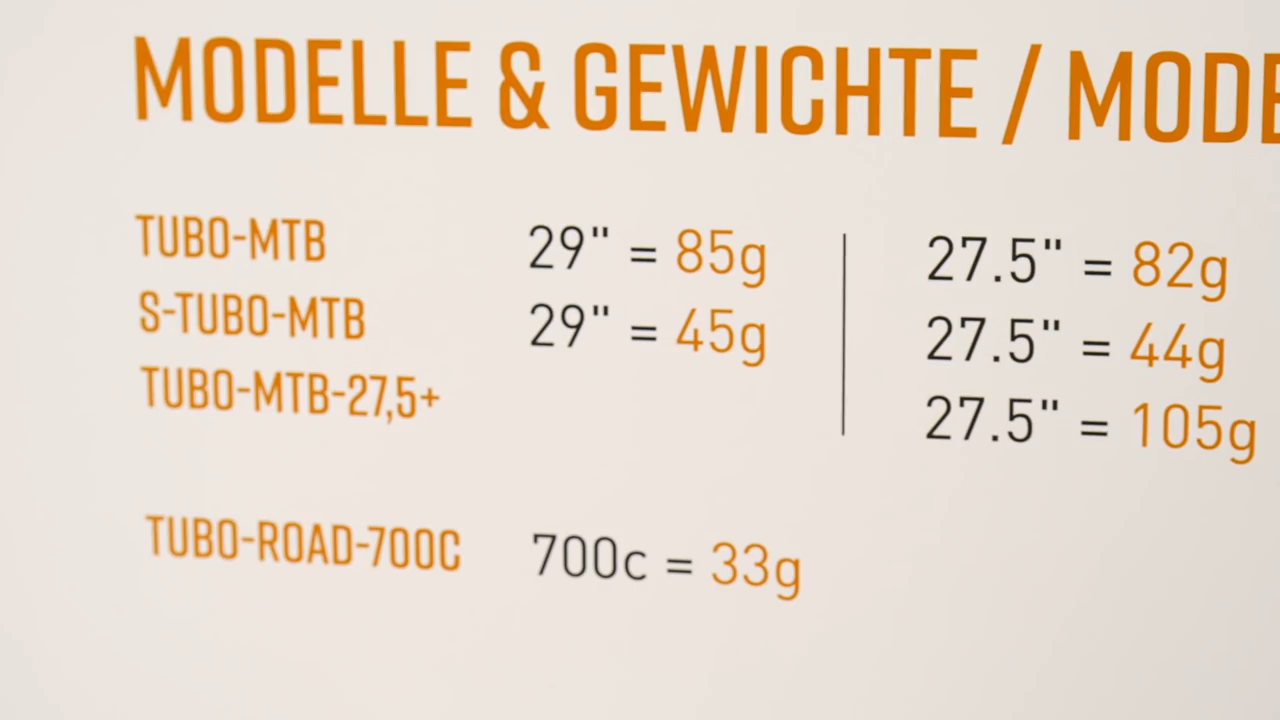 MODELLE & GEWICHTE / MODE
TUBO-MTB 29" = 85g 27.5" = 82g
S-TUBO-MTB 29" = 45g 27.5" = 44g
TUBO-MTB-27,5+ 27.5" = 105g
TUBO-ROAD-700C 700c = 33g